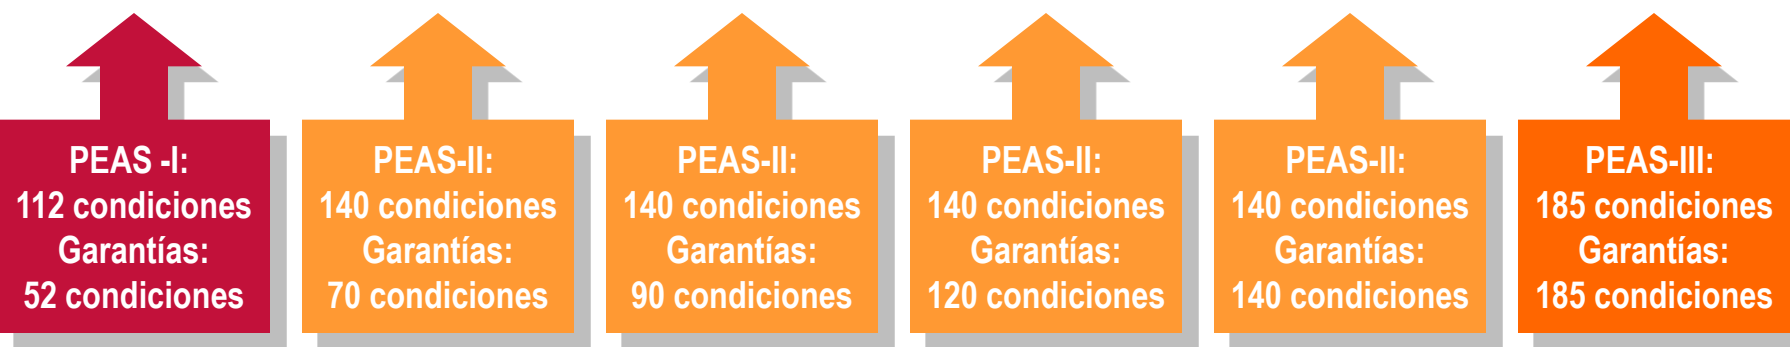 PEAS -I:
112 condiciones
Garantías:
52 condiciones
PEAS-II:
140 condiciones
Garantías:
70 condiciones
PEAS-II:
140 condiciones
Garantías:
90 condiciones
PEAS-II:
140 condiciones
Garantías:
120 condiciones
PEAS-II:
140 condiciones
Garantías:
140 condiciones
PEAS-III:
185 condiciones
Garantías:
185 condiciones